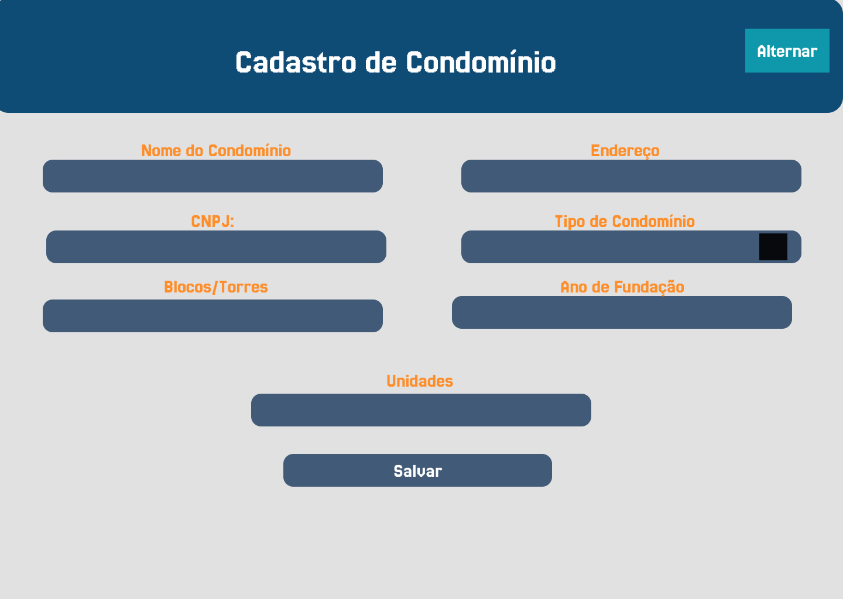 Cadastro de Condomínio
Alternar
Nome do Condomínio
Endereço
CNPJ:
Tipo de Condomínio
Blocos/Torres
Ano de Fundação
Unidades
Salvar